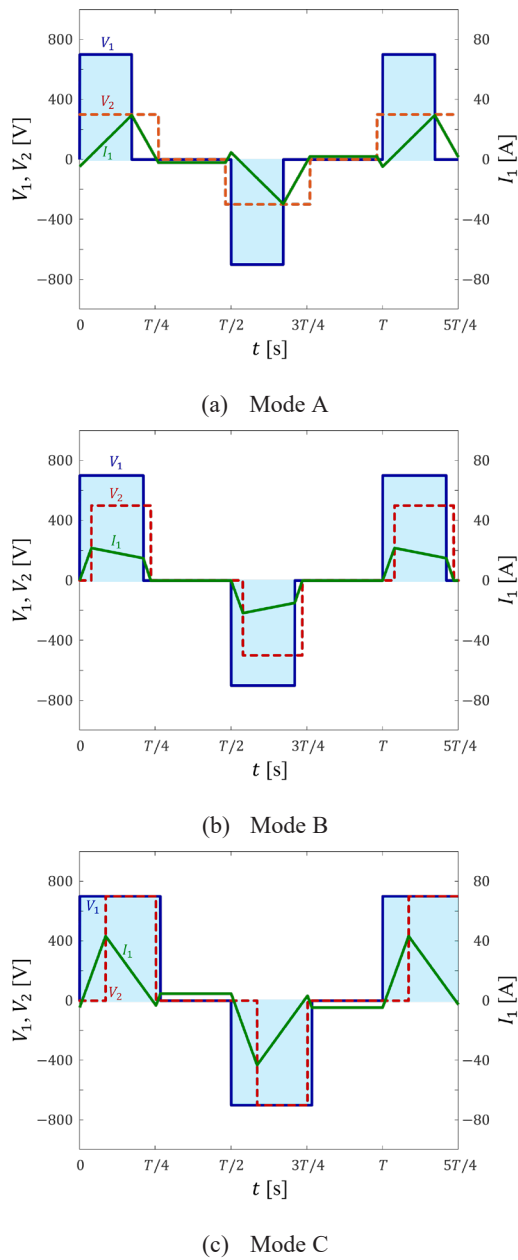 800
400
0
−400
−800
V₁, V₂ [V]
V₁
V₂
I₁
80
40
0
−40
−80
I₁ [A]
0 T/4 T/2 3T/4 T 5T/4
t [s]
(a) Mode A
800
400
0
−400
−800
V₁, V₂ [V]
V₁
V₂
I₁
80
40
0
−40
−80
I₁ [A]
0 T/4 T/2 3T/4 T 5T/4
t [s]
(b) Mode B
800
400
0
−400
−800
V₁, V₂ [V]
V₁
I₁
V₂
80
40
0
−40
−80
I₁ [A]
0 T/4 T/2 3T/4 T 5T/4
t [s]
(c) Mode C